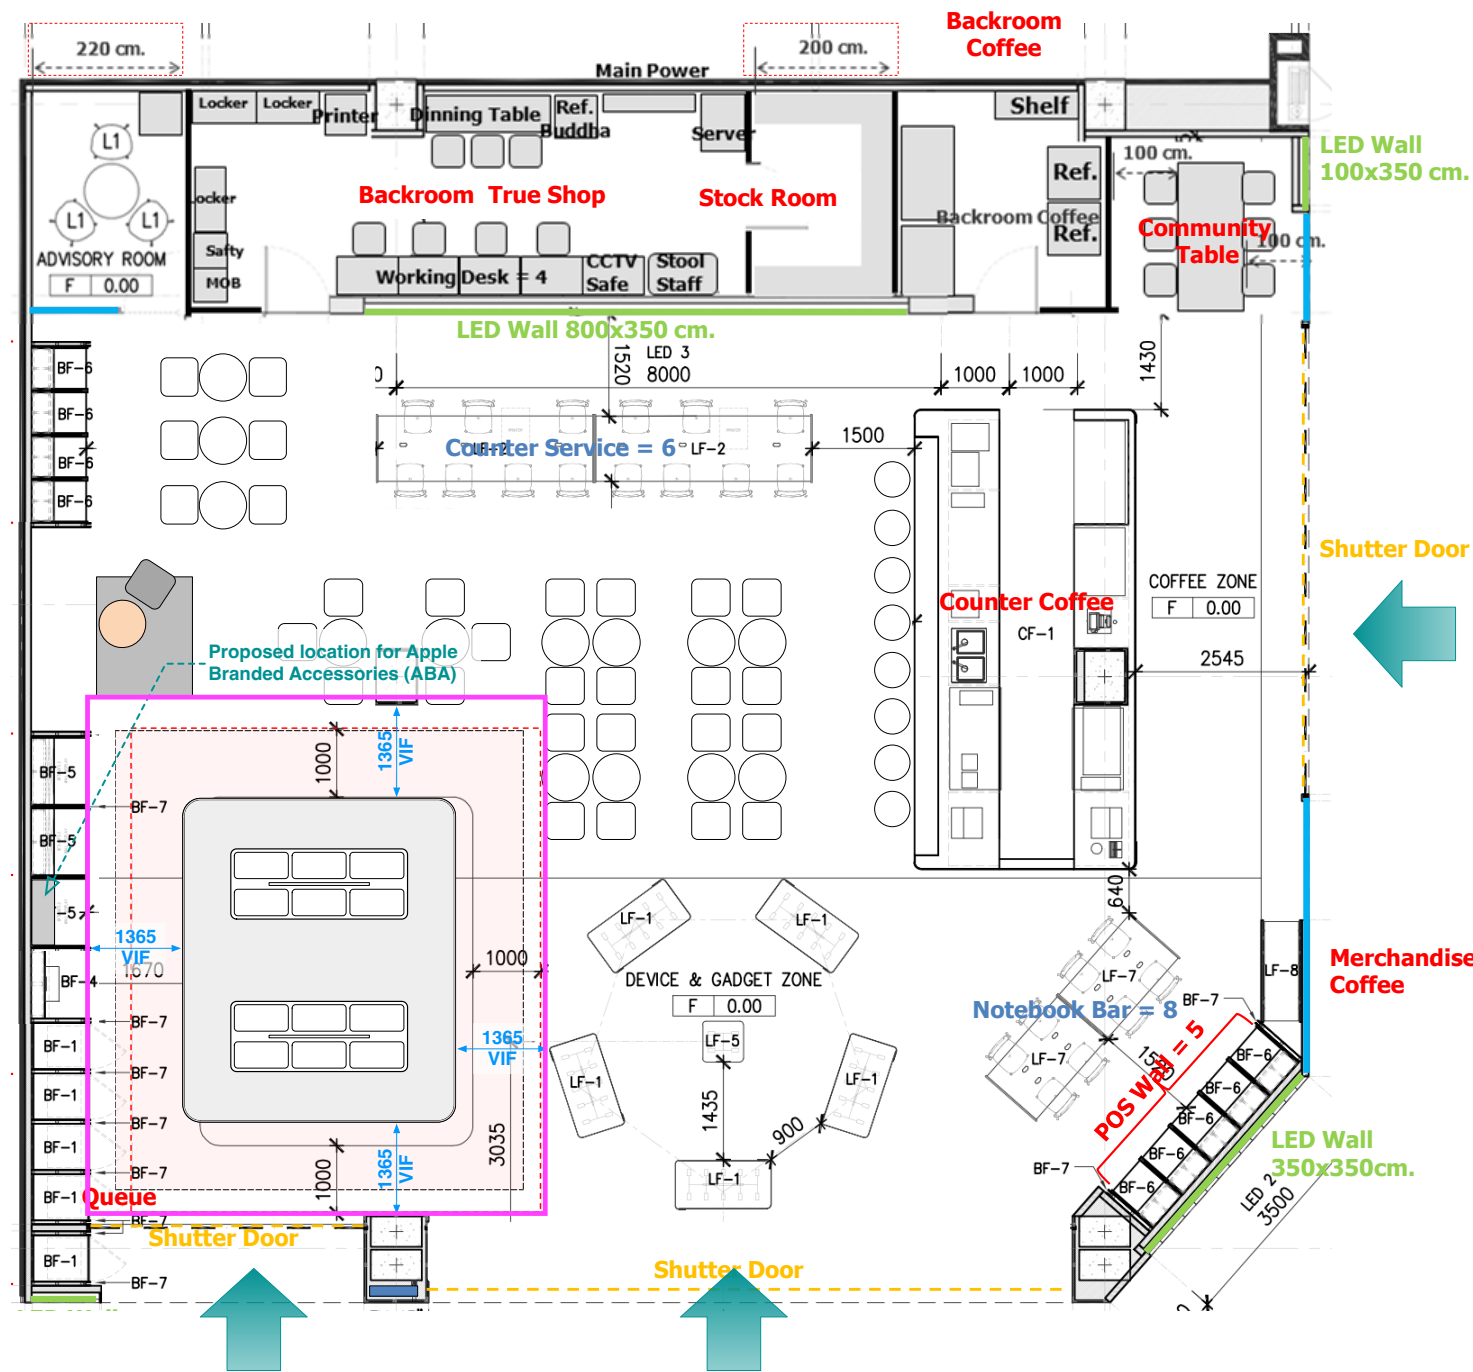 Backroom
Coffee
220 cm.
200 cm.
Main Power
Locker
Locker
Printer
Dinning Table
Ref.
Buddha
Server
Shelf
LED Wall
100x350 cm.
100 cm.
L1
L1
L1
ADVISORY ROOM
F 0.00
Locker
Safty
MOB
Backroom True Shop
Stock Room
Ref.
Ref.
Backroom Coffee
Community
Table
100 cm.
Working Desk = 4
CCTV
Safe
Stool
Staff
LED Wall 800x350 cm.
LED 3
8000
1520
1000
1000
1430
0
BF-6
BF-6
BF-6
BF-6
LF-2
LF-2
Counter Service = 6
1500
Shutter Door
COFFEE ZONE
F 0.00
Counter Coffee
CF-1
2545
Proposed location for Apple
Branded Accessories (ABA)
1365
VIF
1000
BF-5
BF-7
BF-5
-5
1365
VIF
1670
1000
BF-4
BF-7
1365
VIF
BF-1
BF-7
BF-1
BF-7
BF-1
BF-7
BF-1
Queue
BF-7
BF-1
BF-7
1000
1365
VIF
3035
Shutter Door
LF-1
LF-1
DEVICE & GADGET ZONE
F 0.00
LF-5
LF-1
LF-1
1435
900
LF-1
Shutter Door
640
LF-7
LF-7
Notebook Bar = 8
LF-8
Merchandise
Coffee
BF-7
1520
POS Wall = 5
BF-6
BF-6
BF-6
BF-6
BF-6
BF-7
LED Wall
350x350cm.
LED 2
3500